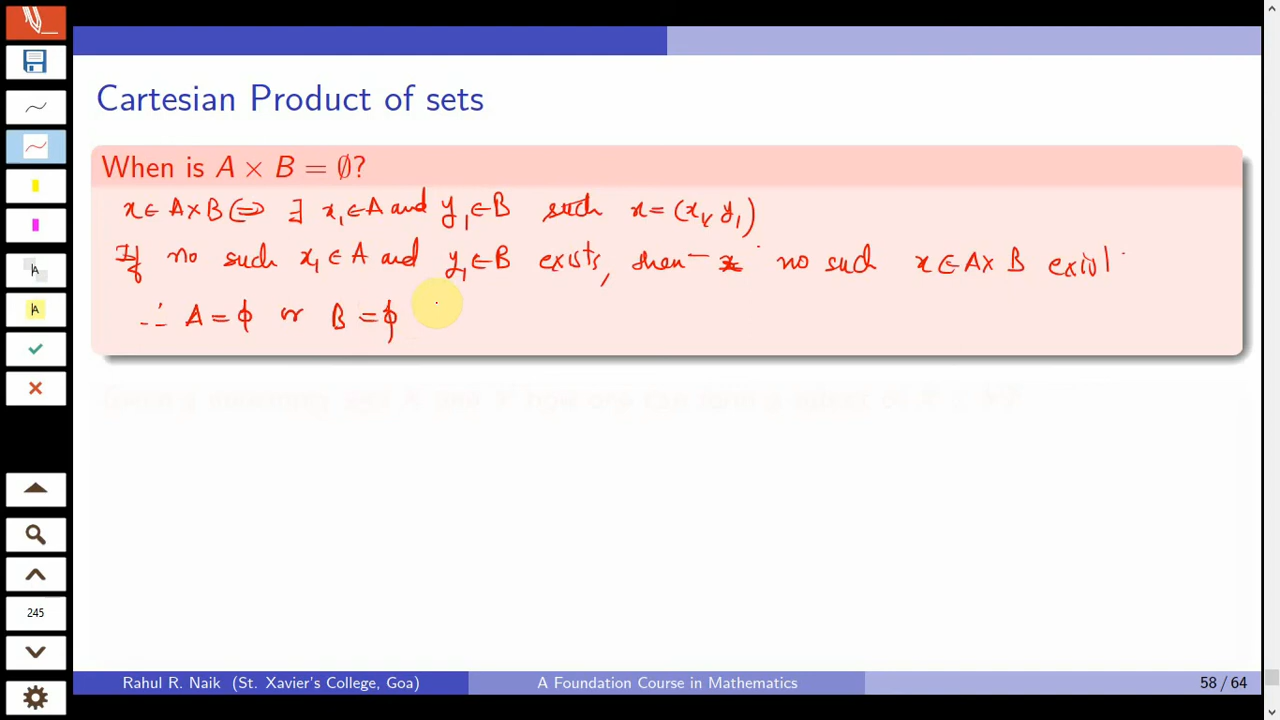 Cartesian Product of sets
When is A × B = ∅?
x ∈ A×B ⟺ ∃ x₁ ∈ A and y₁ ∈ B such x = (x₁, y₁)
If no such x₁ ∈ A and y₁ ∈ B exists, then no such x ∈ A × B exist
∴ A = ϕ or B = ϕ
245
Rahul R. Naik (St. Xavier's College, Goa) A Foundation Course in Mathematics 58 / 64